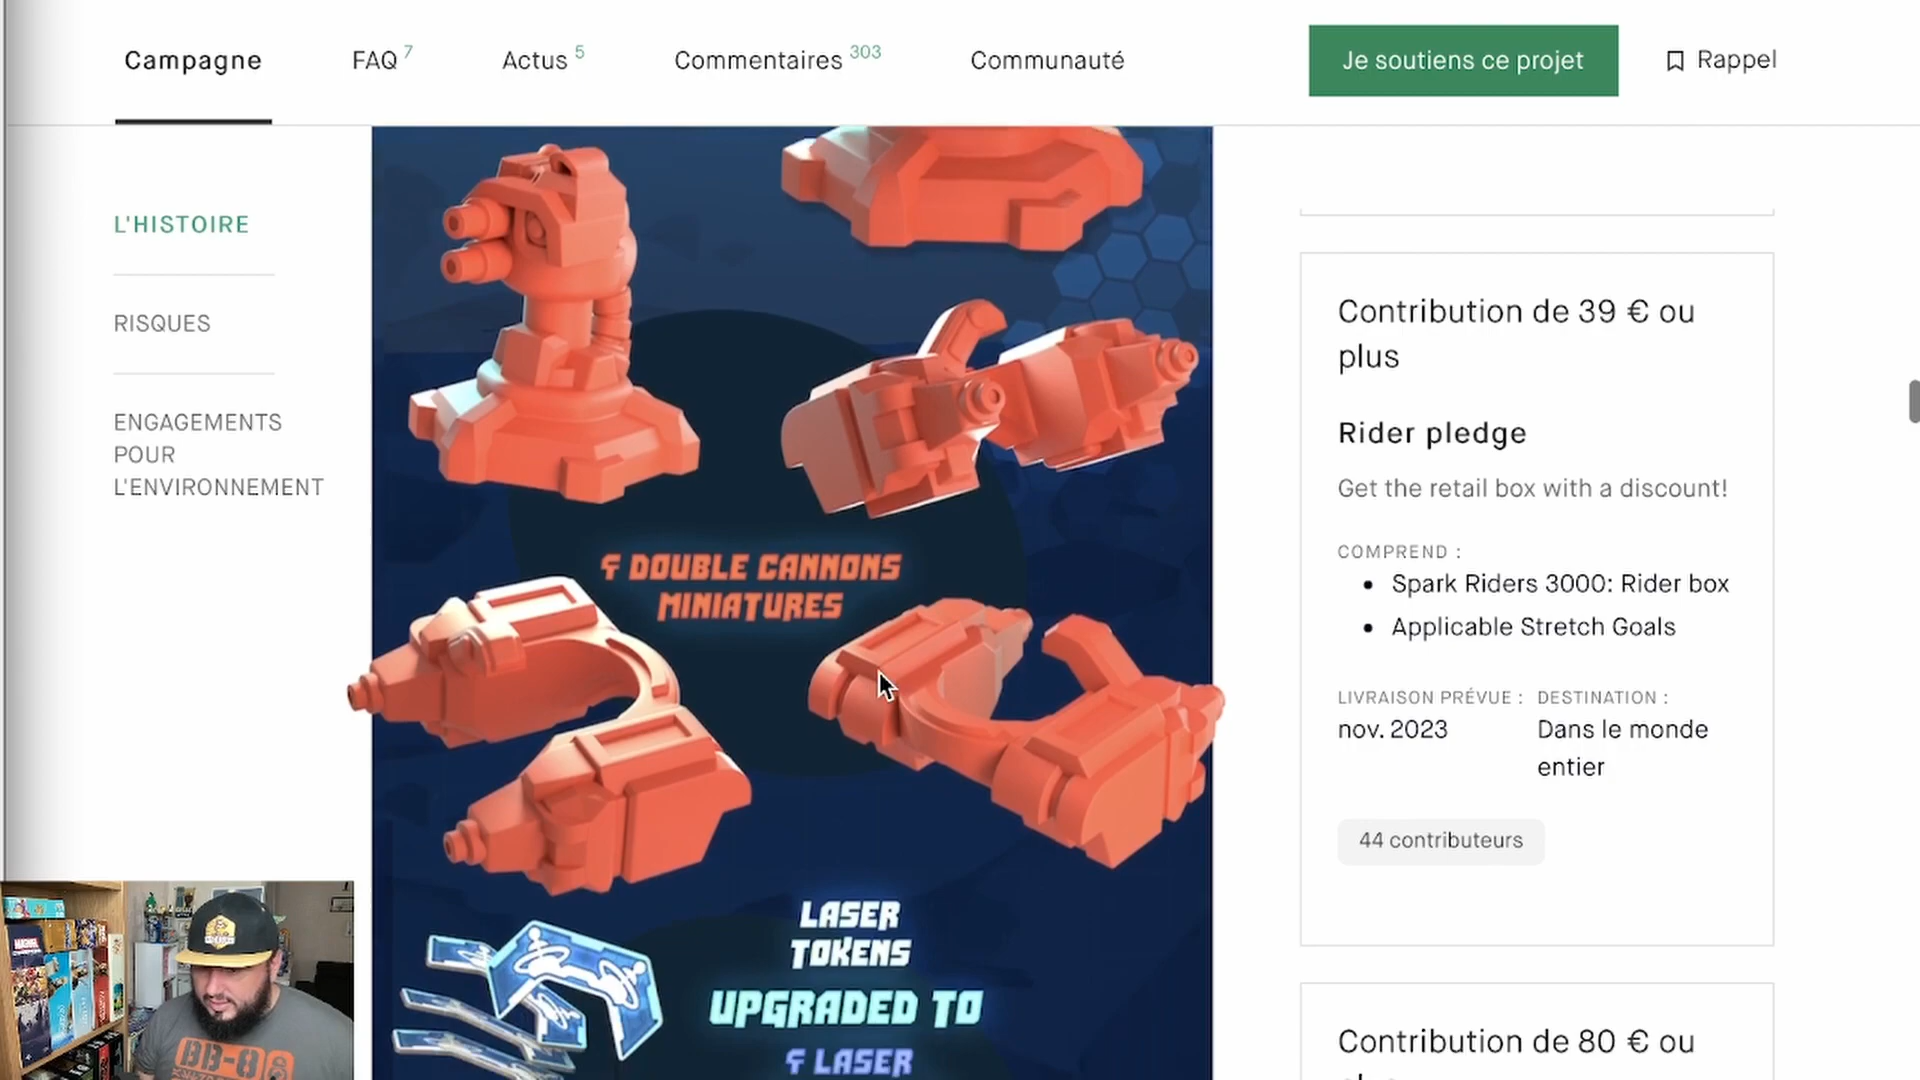 Campagne
FAQ 7
Actus 5
Commentaires 303
Communauté
Je soutiens ce projet
Rappel
L'HISTOIRE
RISQUES
ENGAGEMENTS
POUR
L'ENVIRONNEMENT
DOUBLE CANNONS
MINIATURES
LASER
TOKENS
UPGRADED TO
LASER
Contribution de 39 € ou
plus
Rider pledge
Get the retail box with a discount!
COMPREND :
• Spark Riders 3000: Rider box
• Applicable Stretch Goals
LIVRAISON PRÉVUE :
nov. 2023
DESTINATION :
Dans le monde
entier
44 contributeurs
Contribution de 80 € ou
MARVEL
BB-88